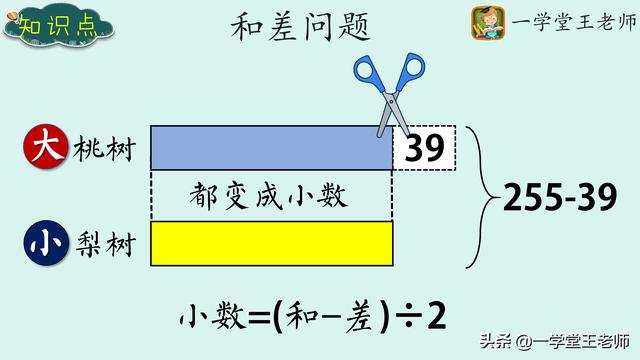 知识点
和差问题
一学堂王老师
大 桃树
39
都变成小数
255-39
小 梨树
小数=(和-差)÷2
头条 @一学堂王老师